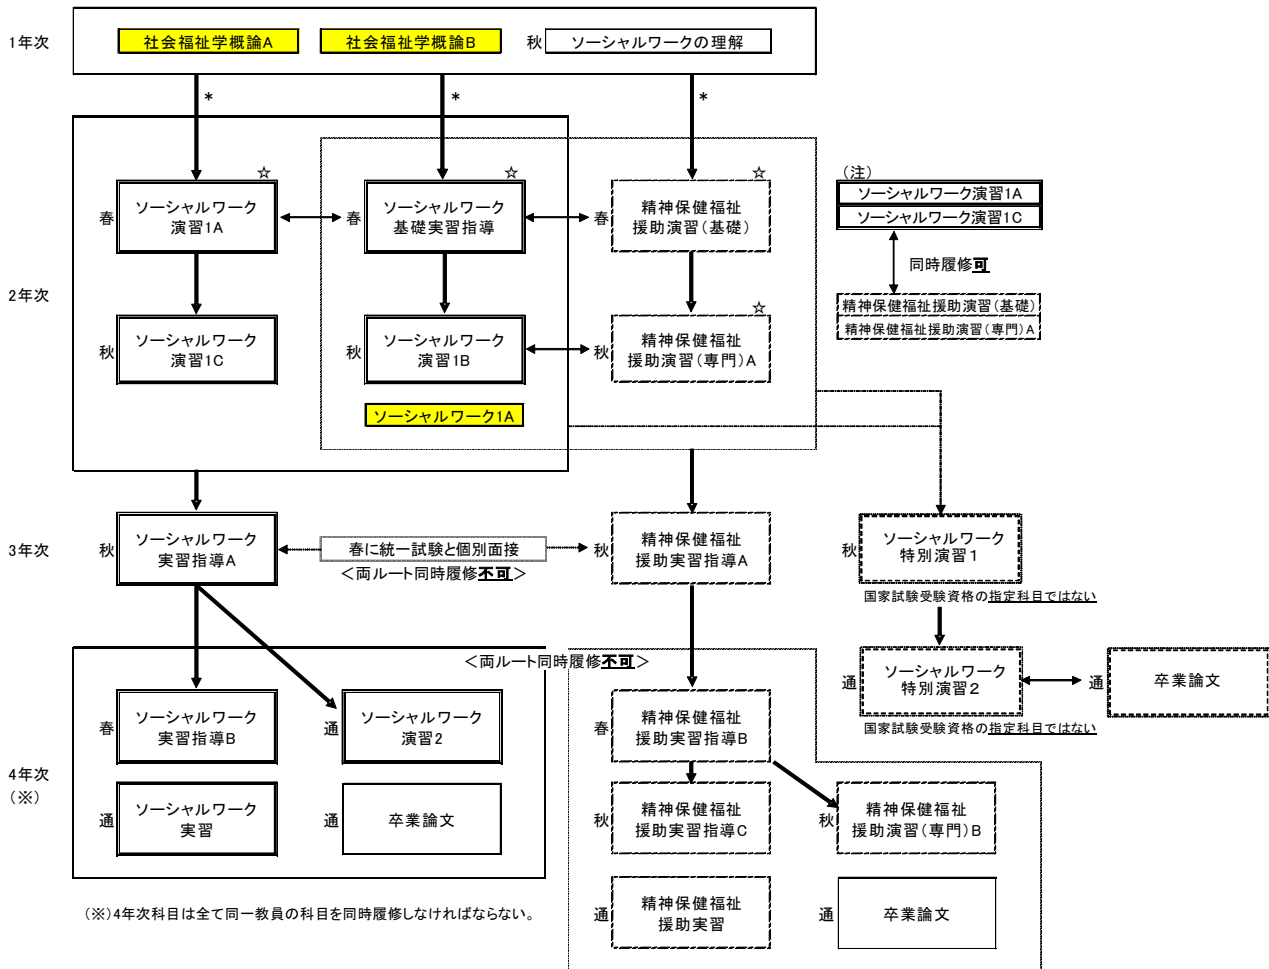 1年次
社会福祉学概論A
社会福祉学概論B
秋
ソーシャルワークの理解
*
*
*
☆
☆
☆
春
ソーシャルワーク
演習1A
春
ソーシャルワーク
基礎実習指導
春
精神保健福祉
援助演習(基礎)
(注)
ソーシャルワーク演習1A
ソーシャルワーク演習1C
同時履修可
精神保健福祉援助演習(基礎)
精神保健福祉援助演習(専門)A
2年次
☆
ソーシャルワーク
演習1C
秋
ソーシャルワーク
演習1B
秋
精神保健福祉
援助演習(専門)A
秋
ソーシャルワーク1A
3年次
秋
ソーシャルワーク
実習指導A
春に統一試験と個別面接
<両ルート同時履修不可>
秋
精神保健福祉
援助実習指導A
秋
ソーシャルワーク
特別演習1
国家試験受験資格の指定科目ではない
<両ルート同時履修不可>
通
ソーシャルワーク
特別演習2
通
卒業論文
国家試験受験資格の指定科目ではない
4年次
(※)
春
ソーシャルワーク
実習指導B
通
ソーシャルワーク
演習2
春
精神保健福祉
援助実習指導B
通
ソーシャルワーク
実習
通
卒業論文
秋
精神保健福祉
援助実習指導C
秋
精神保健福祉
援助演習(専門)B
通
精神保健福祉
援助実習
通
卒業論文
(※)4年次科目は全て同一教員の科目を同時履修しなければならない。